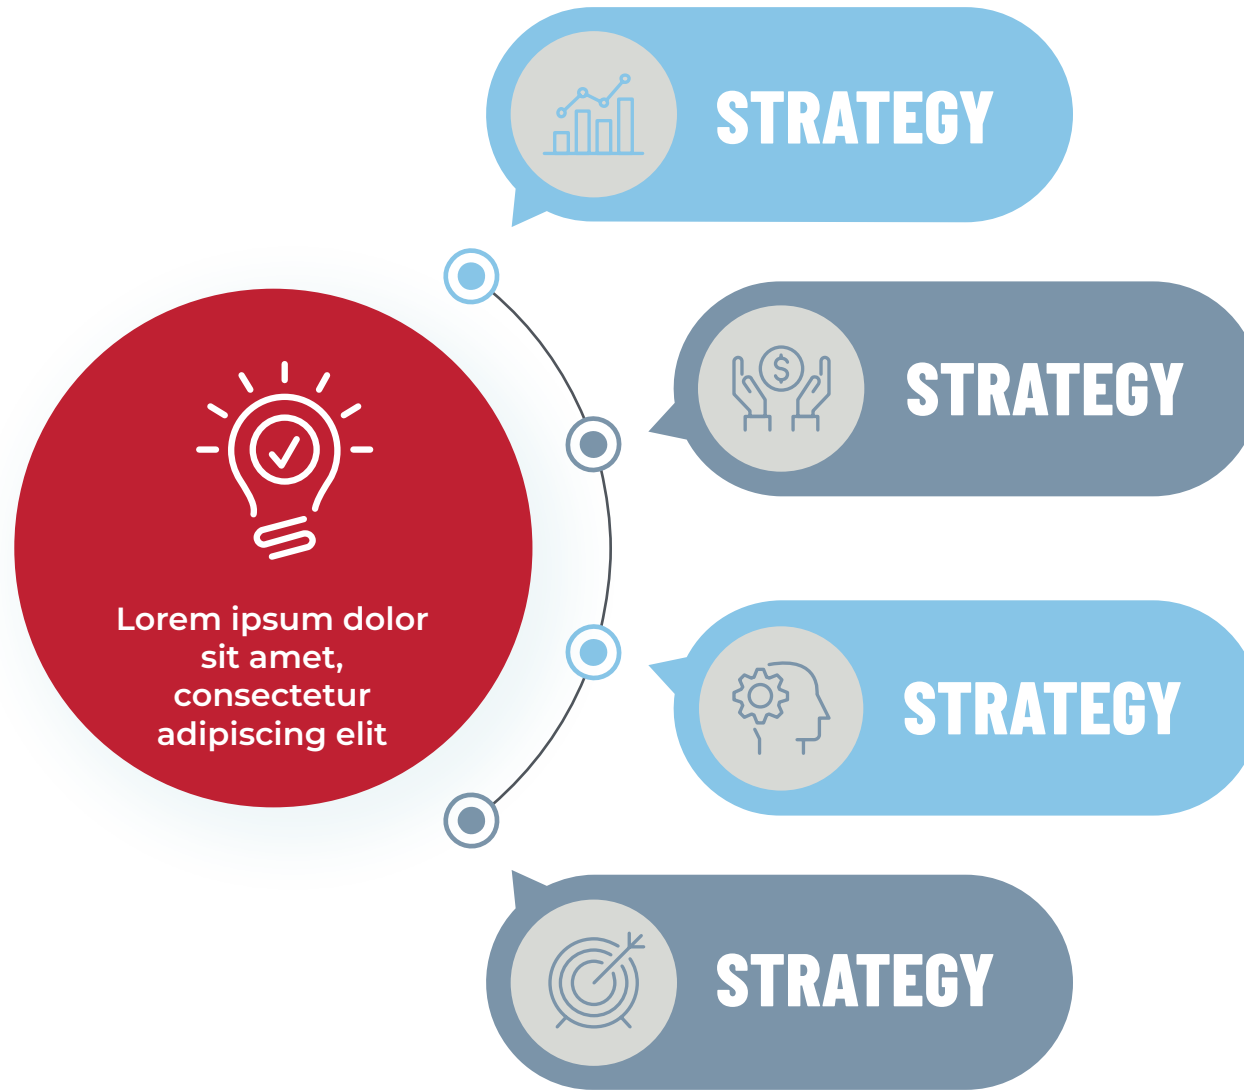 STRATEGY
STRATEGY
Lorem ipsum dolor
sit amet,
consectetur
adipiscing elit
STRATEGY
STRATEGY